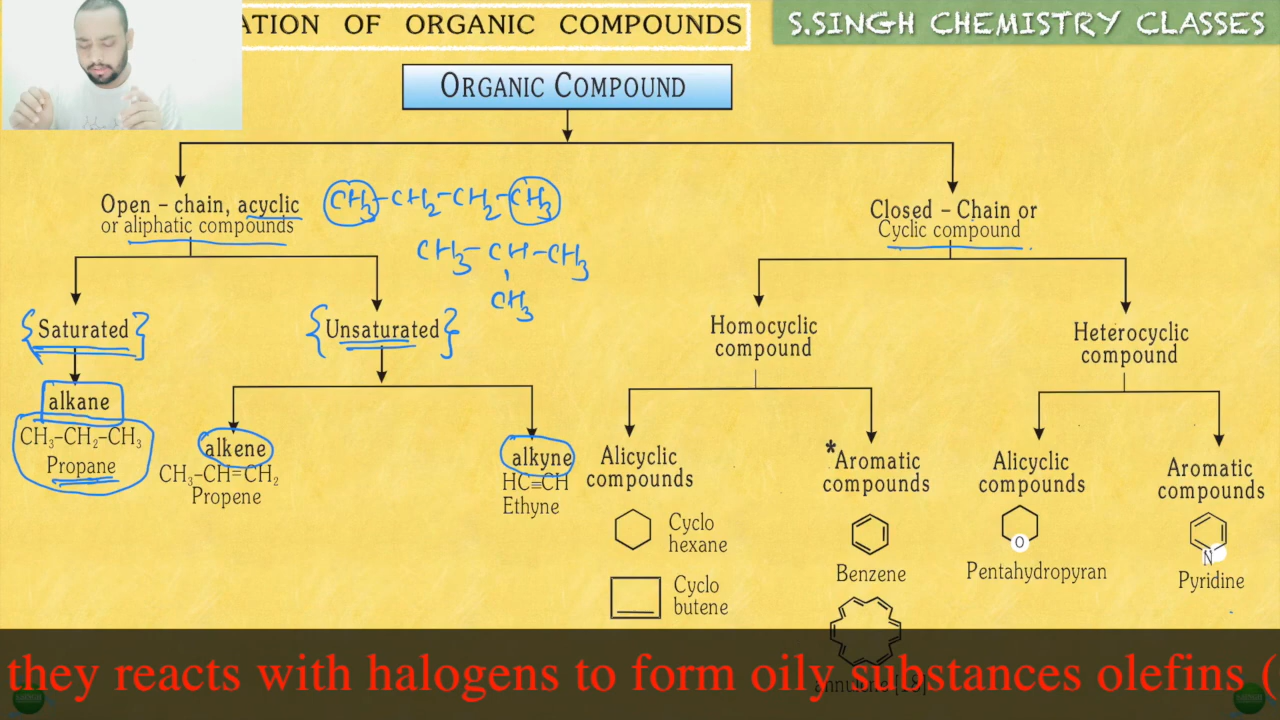 ATION OF ORGANIC COMPOUNDS
S.SINGH CHEMISTRY CLASSES
ORGANIC COMPOUND
Open – chain, acyclic
or aliphatic compounds
CH₃-CH₂-CH₂-CH₃
CH₃-CH-CH₃
CH₃
Closed – Chain or
Cyclic compound
Saturated
Unsaturated
Homocyclic
compound
Heterocyclic
compound
alkane
CH₃–CH₂–CH₃
Propane
alkene
CH₃–CH=CH₂
Propene
alkyne
HC≡CH
Ethyne
Alicyclic
compounds
Cyclo
hexane
Cyclo
butene
*Aromatic
compounds
Benzene
annulene [18]
Alicyclic
compounds
O
Pentahydropyran
Aromatic
compounds
N
Pyridine
they reacts with halogens to form oily substances olefins (